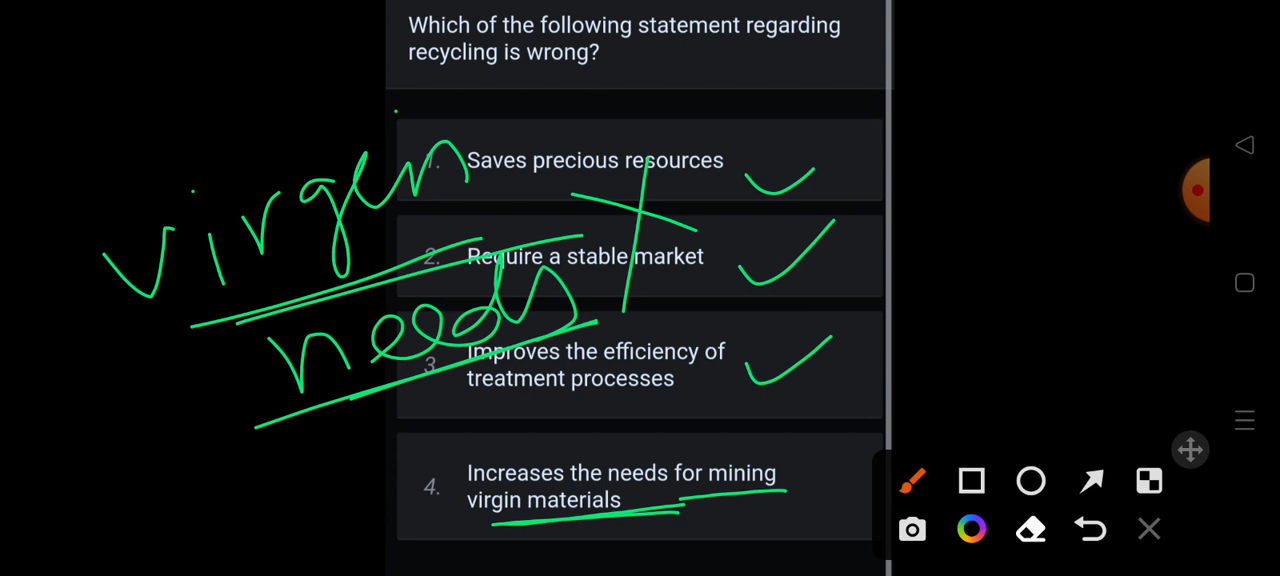 Which of the following statement regarding
recycling is wrong?
1. Saves precious resources
2. Require a stable market
3. Improves the efficiency of
treatment processes
4. Increases the needs for mining
virgin materials
virgin
needs